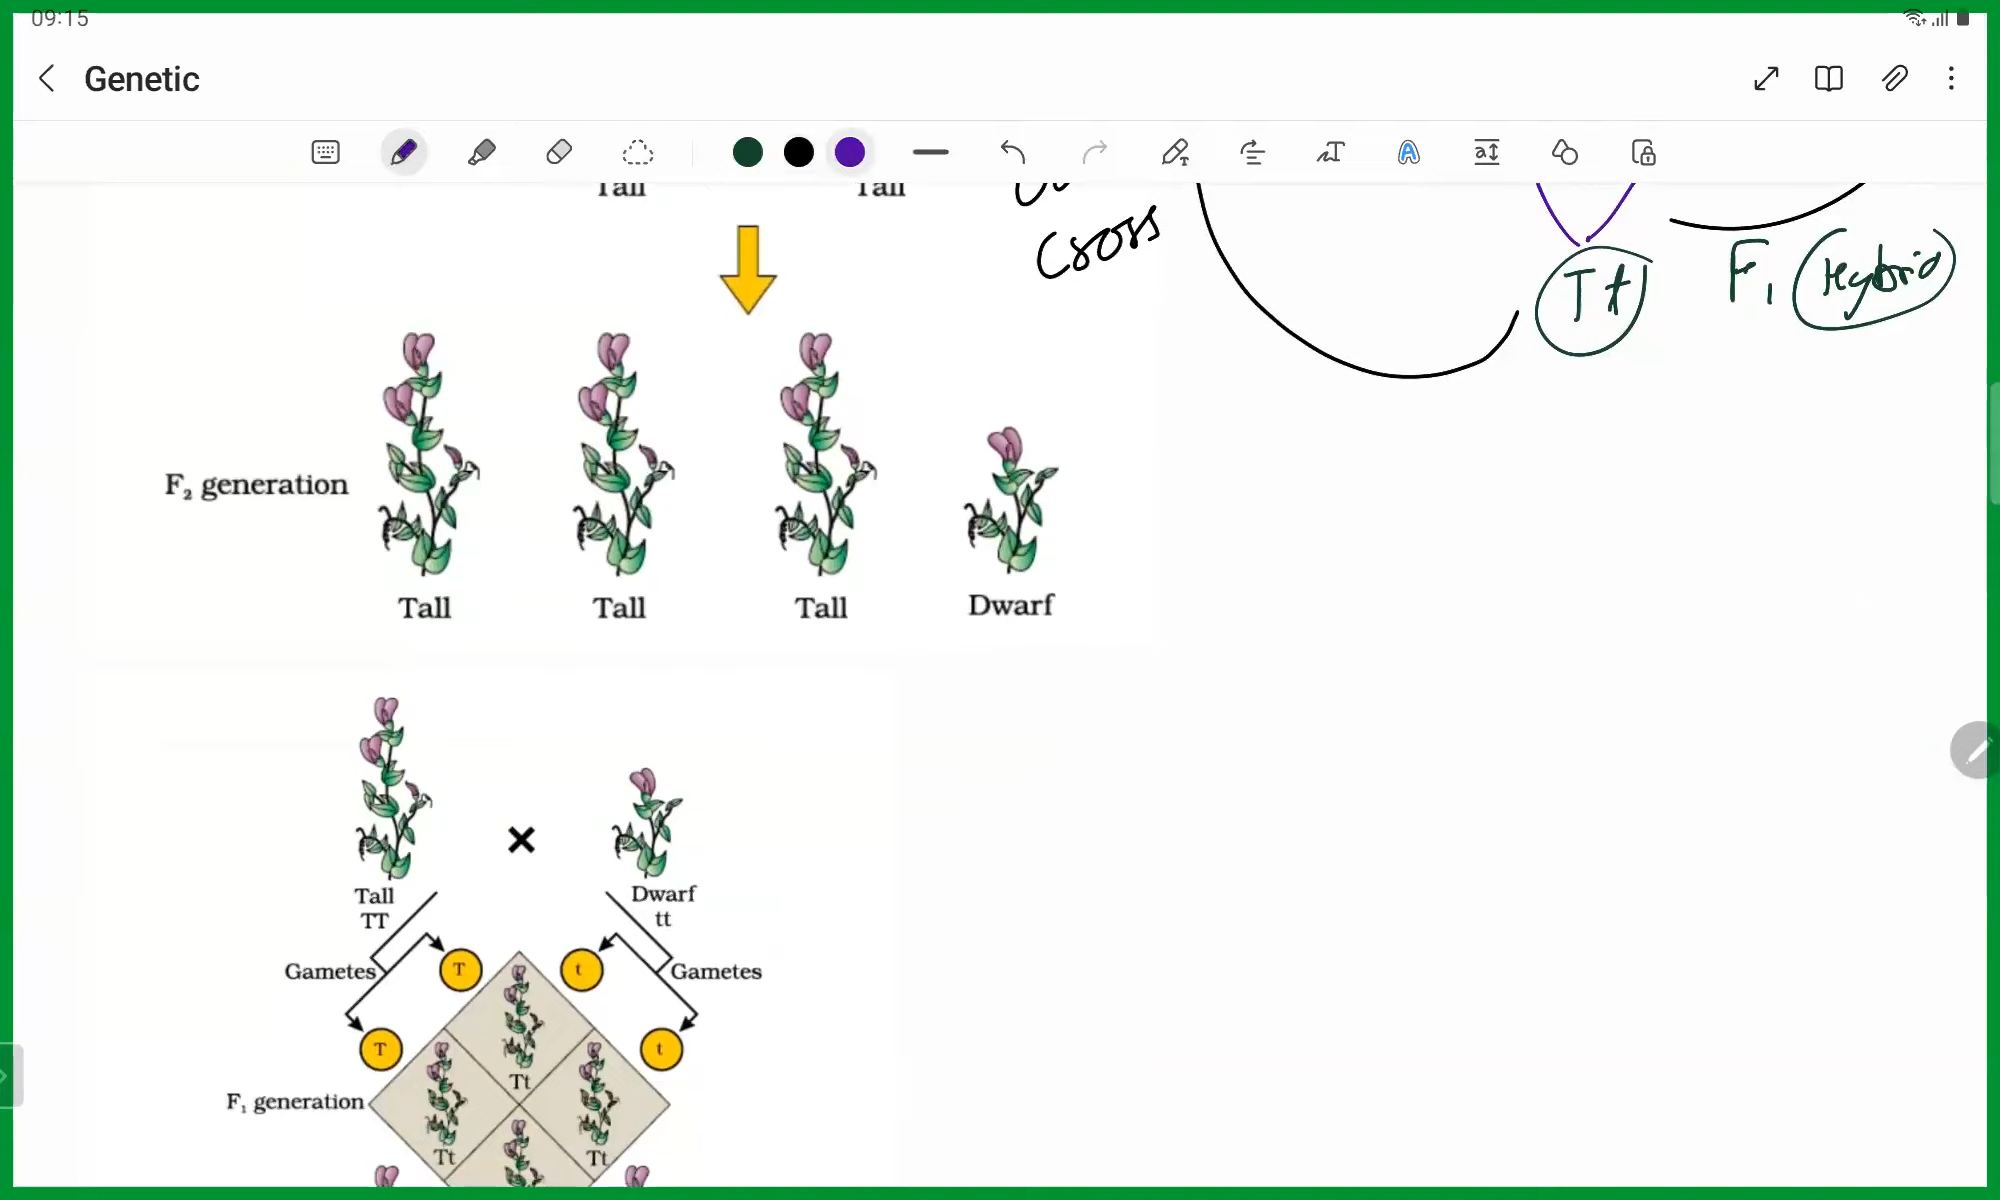 09:15
Genetic
Tall Tall
Cross
Tt F₁ Hybrid
F₂ generation
Tall Tall Tall Dwarf
Tall Dwarf
TT tt
Gametes T t Gametes
T t
Tt
F₁ generation
Tt Tt